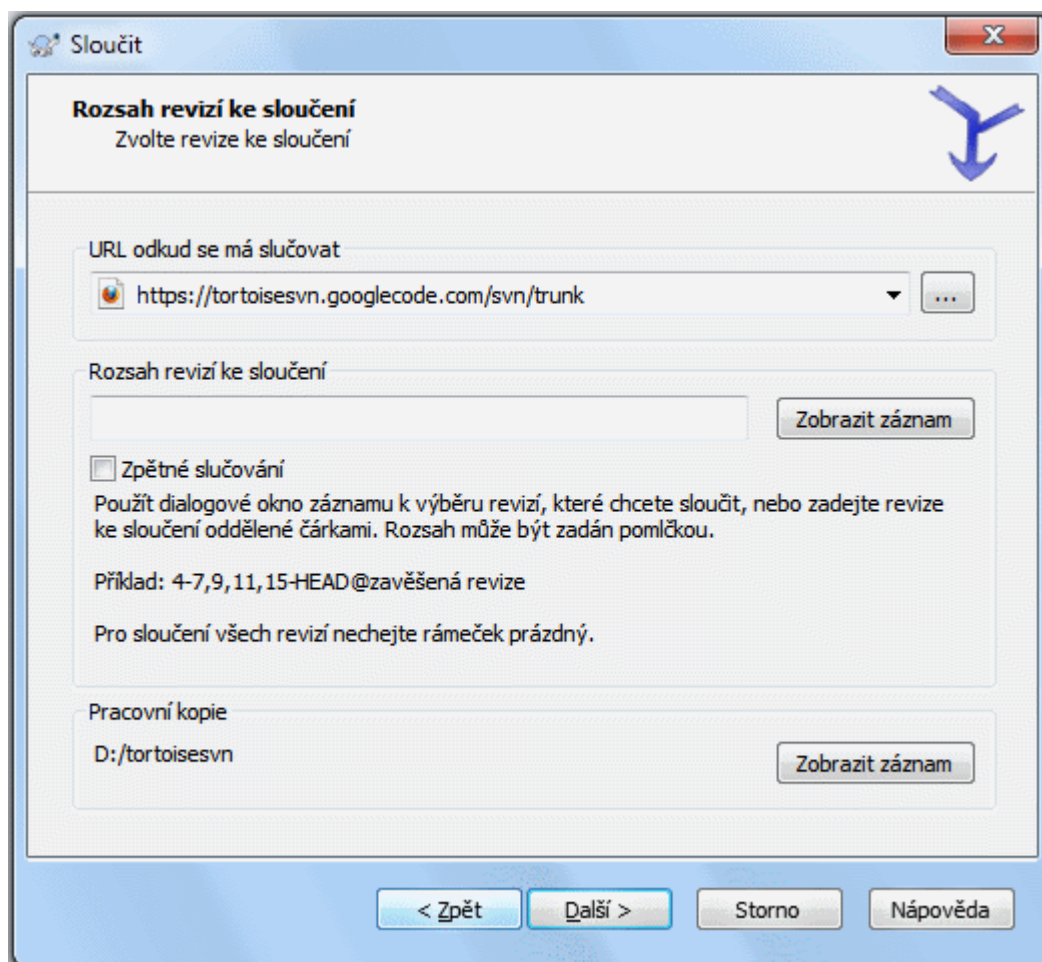 Sloučit
Rozsah revizí ke sloučení
Zvolte revize ke sloučení
URL odkud se má slučovat
https://tortoisesvn.googlecode.com/svn/trunk
...
Rozsah revizí ke sloučení
Zobrazit záznam
Zpětné slučování
Použít dialogové okno záznamu k výběru revizí, které chcete sloučit, nebo zadejte revize
ke sloučení oddělené čárkami. Rozsah může být zadán pomlčkou.
Příklad: 4-7,9,11,15-HEAD@zavěšená revize
Pro sloučení všech revizí nechejte rámeček prázdný.
Pracovní kopie
D:/tortoisesvn
Zobrazit záznam
< Zpět
Další >
Storno
Nápověda